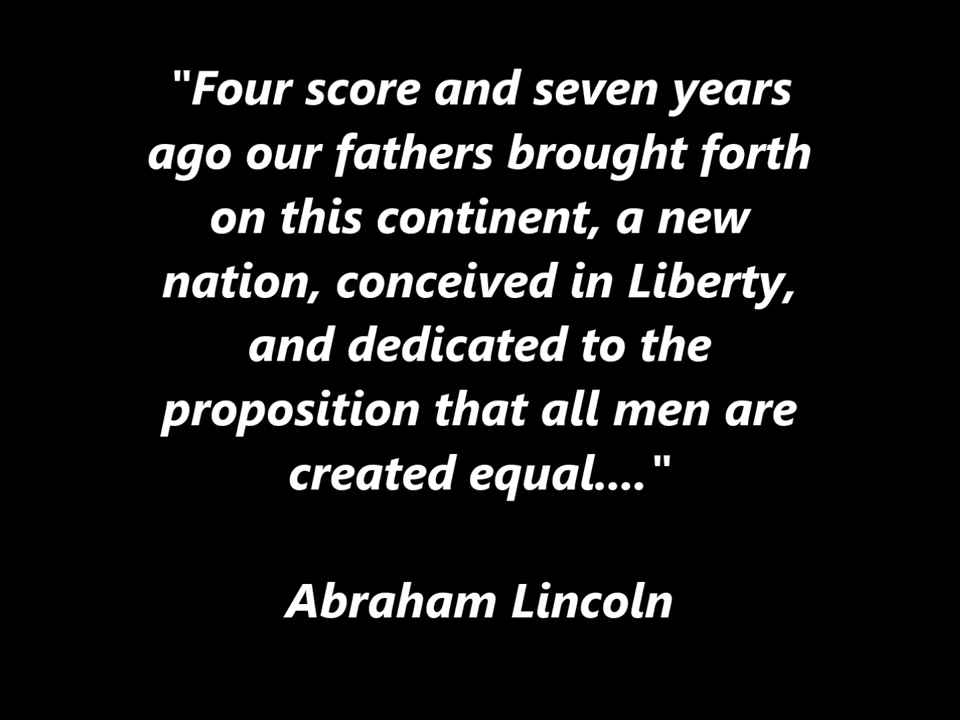 "Four score and seven years
ago our fathers brought forth
on this continent, a new
nation, conceived in Liberty,
and dedicated to the
proposition that all men are
created equal...."
Abraham Lincoln